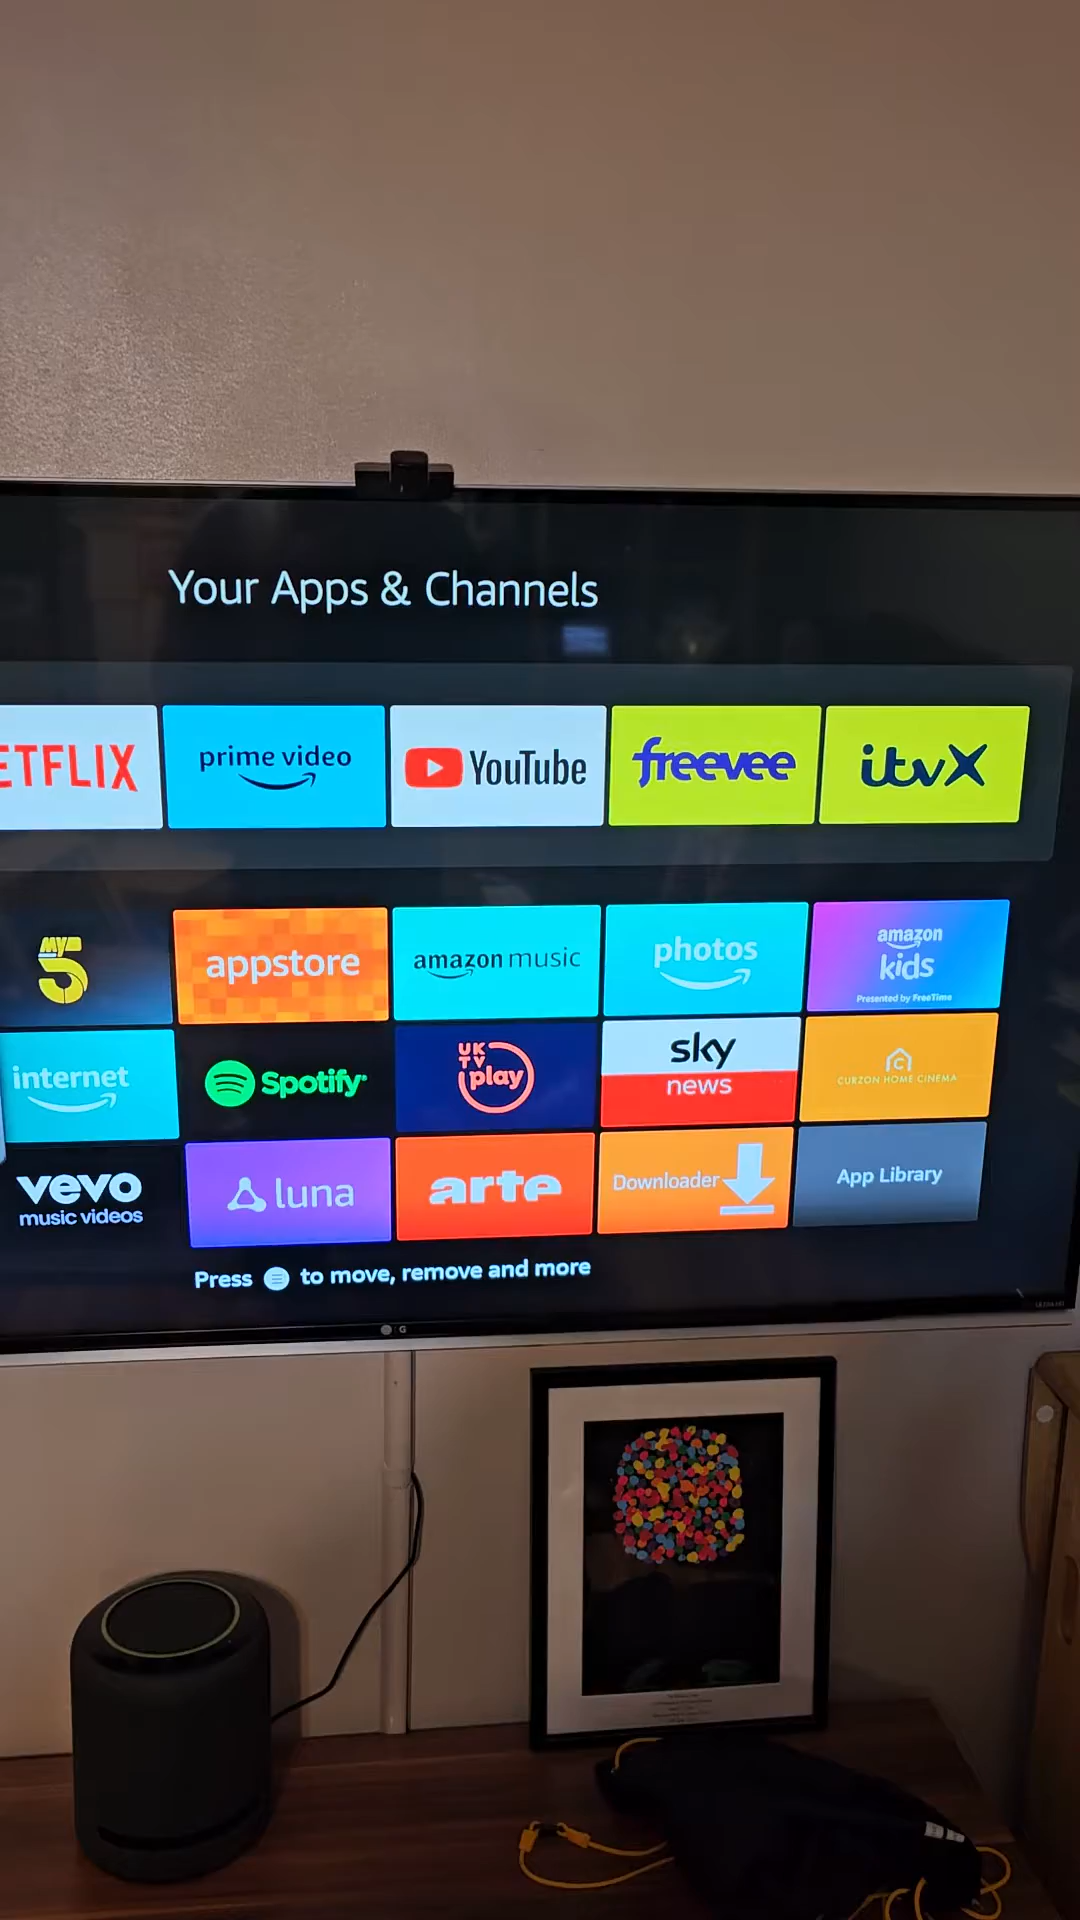 Your Apps & Channels
ETFLIX
prime video
YouTube
freevee
itvX
MY5
appstore
amazon music
photos
amazon
kids
Presented by FreeTime
internet
Spotify
UK
TV
play
sky
news
CURZON HOME CINEMA
vevo
music videos
luna
arte
Downloader
App Library
Press to move, remove and more